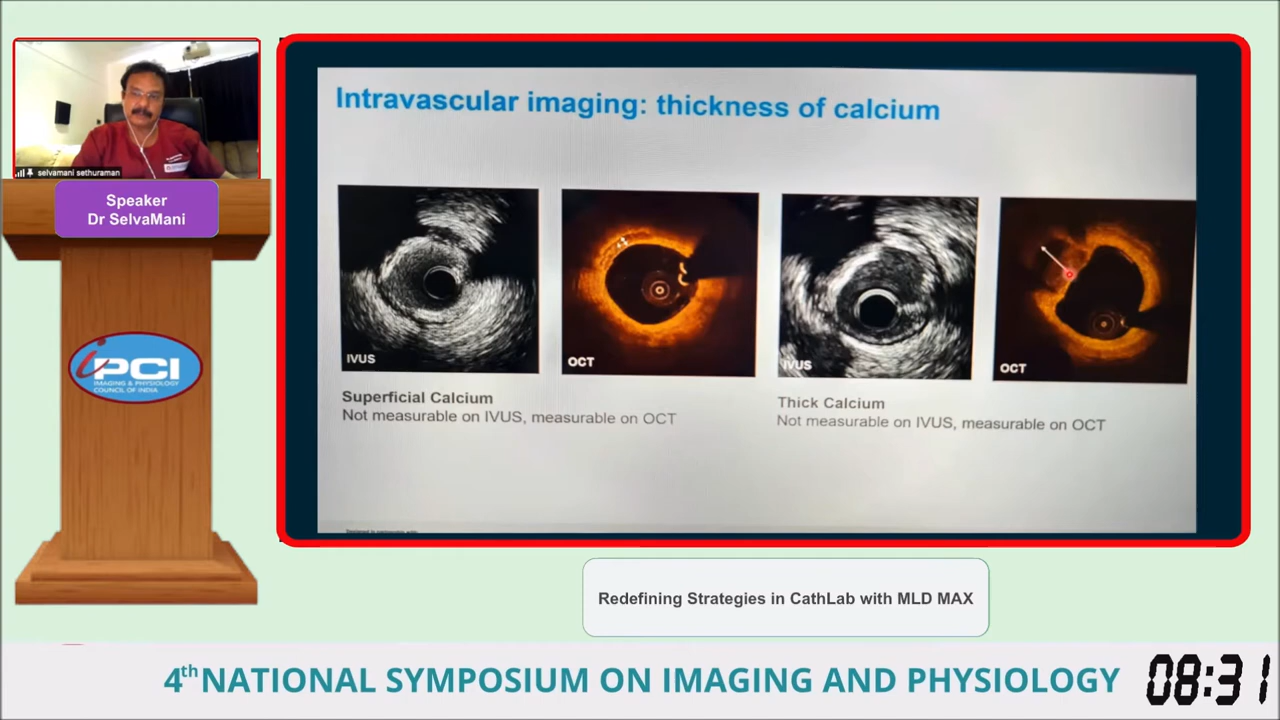 selvamani sethuraman
Speaker
Dr SelvaMani
iPCI
IMAGING & PHYSIOLOGY
COUNCIL OF INDIA
Intravascular imaging: thickness of calcium
IVUS
OCT
IVUS
OCT
Superficial Calcium
Not measurable on IVUS, measurable on OCT
Thick Calcium
Not measurable on IVUS, measurable on OCT
Redefining Strategies in CathLab with MLD MAX
4th NATIONAL SYMPOSIUM ON IMAGING AND PHYSIOLOGY
08:31